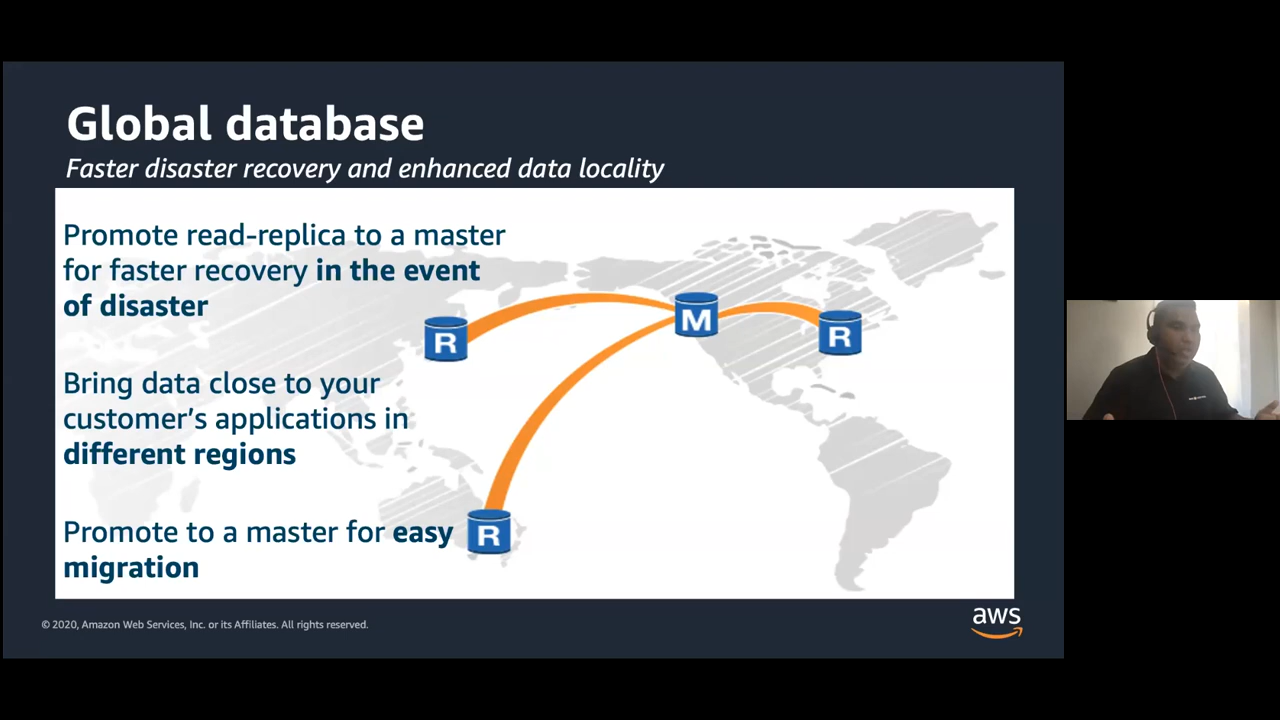 Global database
Faster disaster recovery and enhanced data locality
Promote read-replica to a master
for faster recovery in the event
of disaster
Bring data close to your
customer's applications in
different regions
Promote to a master for easy
migration
R
M
R
R
© 2020, Amazon Web Services, Inc. or its Affiliates. All rights reserved.
aws